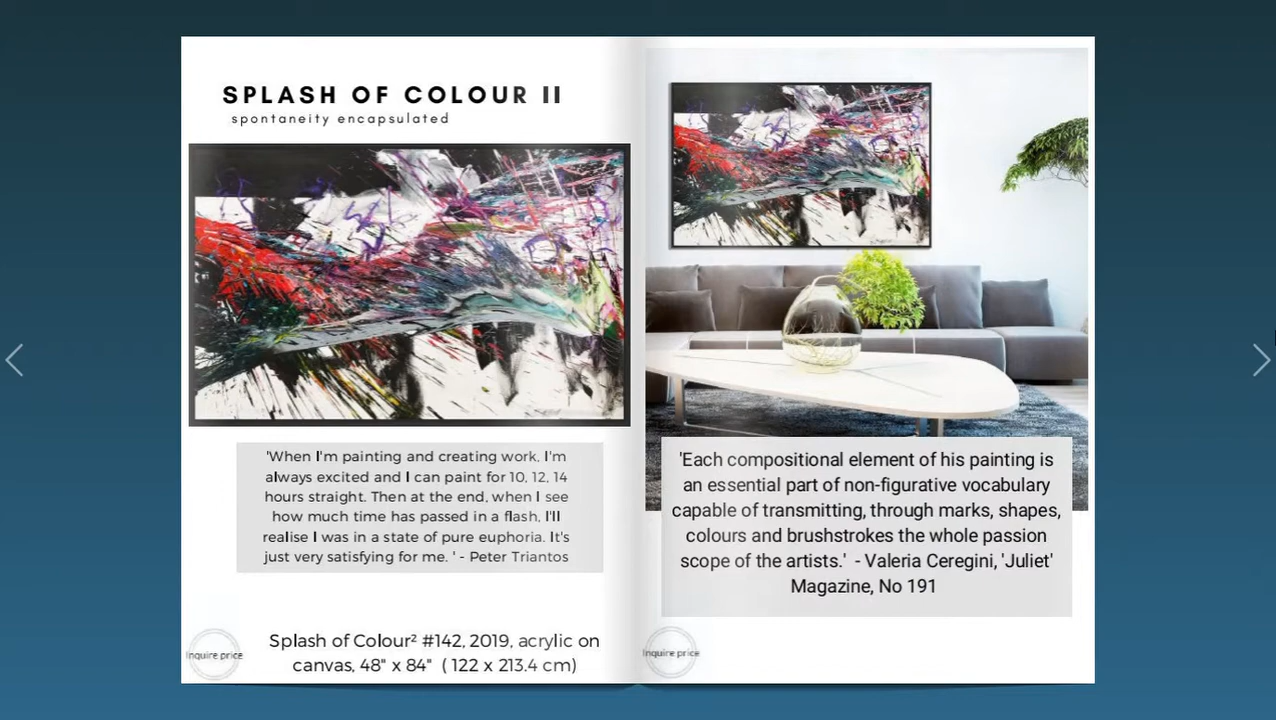 SPLASH OF COLOUR II
spontaneity encapsulated
'When I'm painting and creating work, I'm
always excited and I can paint for 10, 12, 14
hours straight. Then at the end, when I see
how much time has passed in a flash, I'll
realise I was in a state of pure euphoria. It's
just very satisfying for me. ' - Peter Triantos
Inquire price
Splash of Colour² #142, 2019, acrylic on
canvas, 48" x 84" ( 122 x 213.4 cm)
'Each compositional element of his painting is
an essential part of non-figurative vocabulary
capable of transmitting, through marks, shapes,
colours and brushstrokes the whole passion
scope of the artists.' - Valeria Ceregini, 'Juliet'
Magazine, No 191
Inquire price